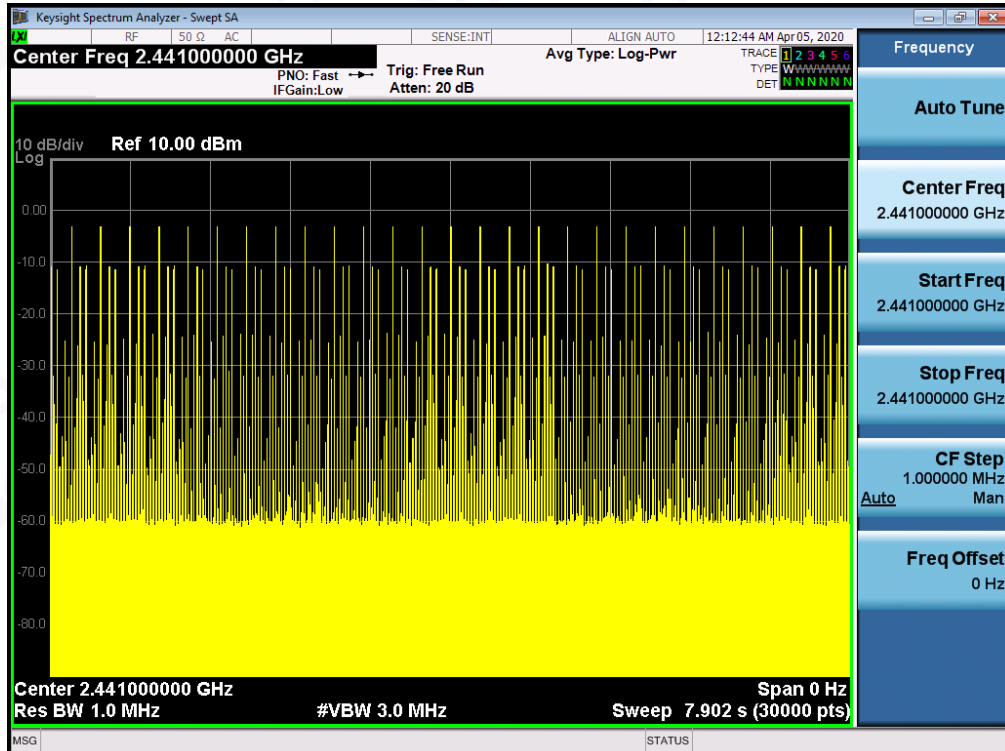 Keysight Spectrum Analyzer - Swept SA
LXI RF 50 Ω AC SENSE:INT ALIGN AUTO 12:12:44 AM Apr 05, 2020
Center Freq 2.441000000 GHz
PNO: Fast
IFGain:Low
Trig: Free Run
Atten: 20 dB
Avg Type: Log-Pwr
TRACE 1 2 3 4 5 6
TYPE WWWWWW
DET N N N N N N
10 dB/div Ref 10.00 dBm
Log
0.00
-10.0
-20.0
-30.0
-40.0
-50.0
-60.0
-70.0
-80.0
Center 2.441000000 GHz Span 0 Hz
Res BW 1.0 MHz #VBW 3.0 MHz Sweep 7.902 s (30000 pts)
MSG STATUS
Frequency
Auto Tune
Center Freq
2.441000000 GHz
Start Freq
2.441000000 GHz
Stop Freq
2.441000000 GHz
CF Step
1.000000 MHz
Auto Man
Freq Offset
0 Hz